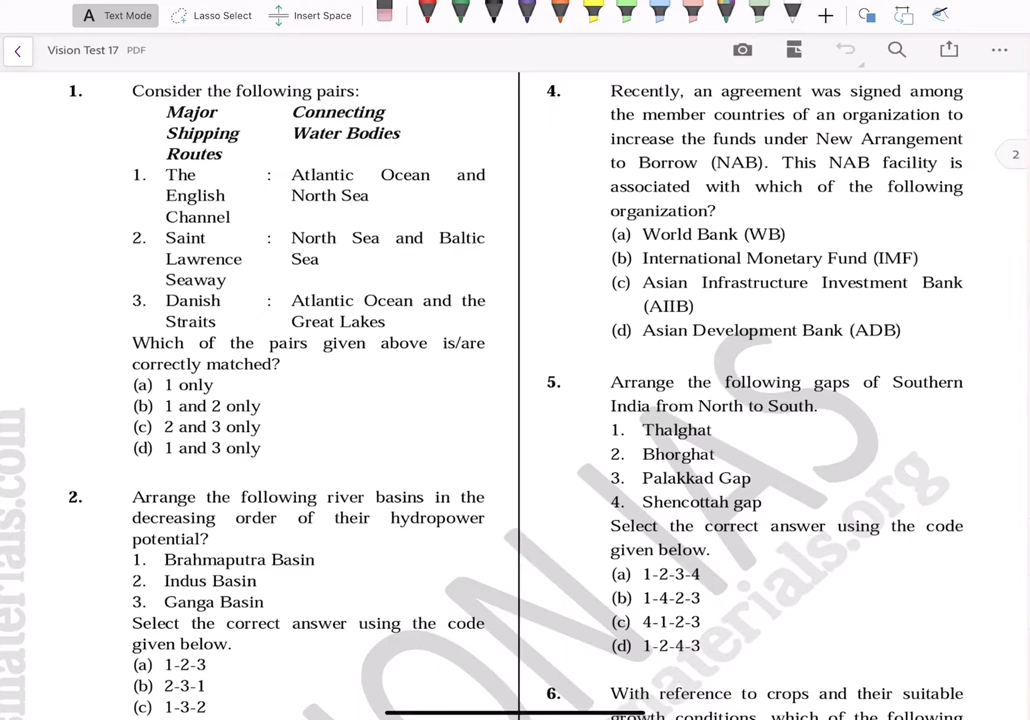 A Text Mode Lasso Select Insert Space
Vision Test 17 PDF
2
1. Consider the following pairs:
Major Connecting
Shipping Water Bodies
Routes
1. The : Atlantic Ocean and
English North Sea
Channel
2. Saint : North Sea and Baltic
Lawrence Sea
Seaway
3. Danish : Atlantic Ocean and the
Straits Great Lakes
Which of the pairs given above is/are
correctly matched?
(a) 1 only
(b) 1 and 2 only
(c) 2 and 3 only
(d) 1 and 3 only
2. Arrange the following river basins in the
decreasing order of their hydropower
potential?
1. Brahmaputra Basin
2. Indus Basin
3. Ganga Basin
Select the correct answer using the code
given below.
(a) 1-2-3
(b) 2-3-1
(c) 1-3-2
4. Recently, an agreement was signed among
the member countries of an organization to
increase the funds under New Arrangement
to Borrow (NAB). This NAB facility is
associated with which of the following
organization?
(a) World Bank (WB)
(b) International Monetary Fund (IMF)
(c) Asian Infrastructure Investment Bank
(AIIB)
(d) Asian Development Bank (ADB)
5. Arrange the following gaps of Southern
India from North to South.
1. Thalghat
2. Bhorghat
3. Palakkad Gap
4. Shencottah gap
Select the correct answer using the code
given below.
(a) 1-2-3-4
(b) 1-4-2-3
(c) 4-1-2-3
(d) 1-2-4-3
6. With reference to crops and their suitable
growth conditions, which of the following